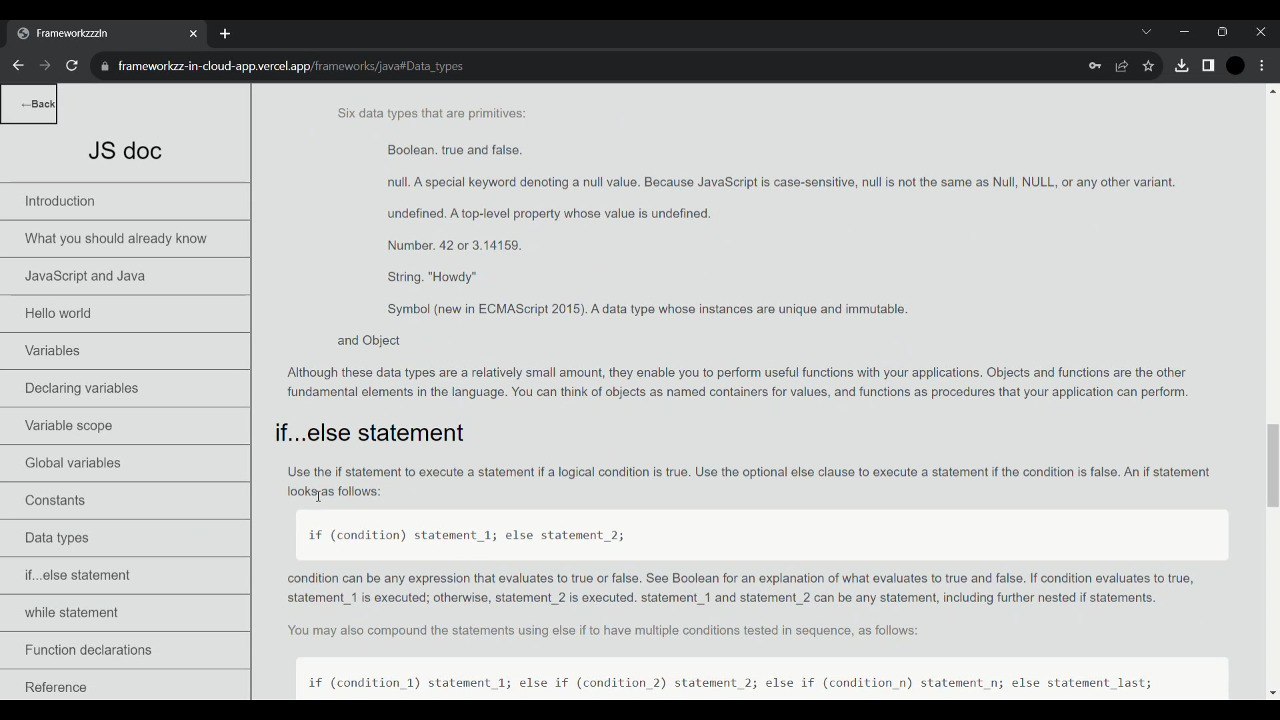 FrameworkzzzIn
frameworkzz-in-cloud-app.vercel.app/frameworks/java#Data_types
←Back
JS doc
Introduction
What you should already know
JavaScript and Java
Hello world
Variables
Declaring variables
Variable scope
Global variables
Constants
Data types
if...else statement
while statement
Function declarations
Reference
Six data types that are primitives:
Boolean. true and false.
null. A special keyword denoting a null value. Because JavaScript is case-sensitive, null is not the same as Null, NULL, or any other variant.
undefined. A top-level property whose value is undefined.
Number. 42 or 3.14159.
String. "Howdy"
Symbol (new in ECMAScript 2015). A data type whose instances are unique and immutable.
and Object
Although these data types are a relatively small amount, they enable you to perform useful functions with your applications. Objects and functions are the other
fundamental elements in the language. You can think of objects as named containers for values, and functions as procedures that your application can perform.
if...else statement
Use the if statement to execute a statement if a logical condition is true. Use the optional else clause to execute a statement if the condition is false. An if statement
looks as follows:
if (condition) statement_1; else statement_2;
condition can be any expression that evaluates to true or false. See Boolean for an explanation of what evaluates to true and false. If condition evaluates to true,
statement_1 is executed; otherwise, statement_2 is executed. statement_1 and statement_2 can be any statement, including further nested if statements.
You may also compound the statements using else if to have multiple conditions tested in sequence, as follows:
if (condition_1) statement_1; else if (condition_2) statement_2; else if (condition_n) statement_n; else statement_last;